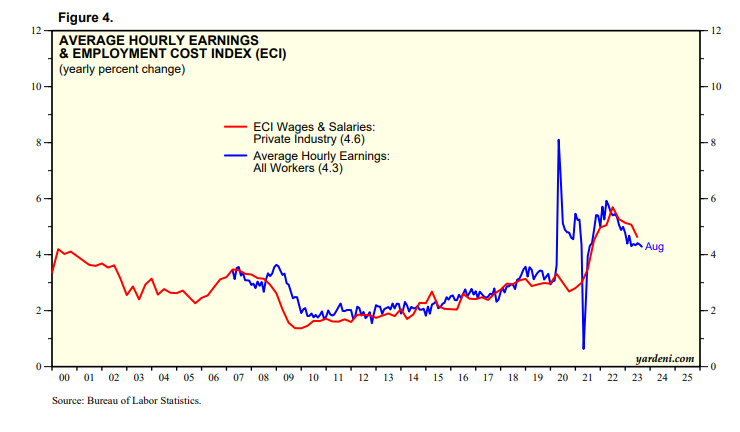 Figure 4.
12 12
AVERAGE HOURLY EARNINGS
& EMPLOYMENT COST INDEX (ECI)
(yearly percent change)
10 10
ECI Wages & Salaries:
Private Industry (4.6)
8 8
Average Hourly Earnings:
All Workers (4.3)
6 6
Aug
4 4
2 2
yardeni.com
0 0
00 01 02 03 04 05 06 07 08 09 10 11 12 13 14 15 16 17 18 19 20 21 22 23 24 25
Source: Bureau of Labor Statistics.